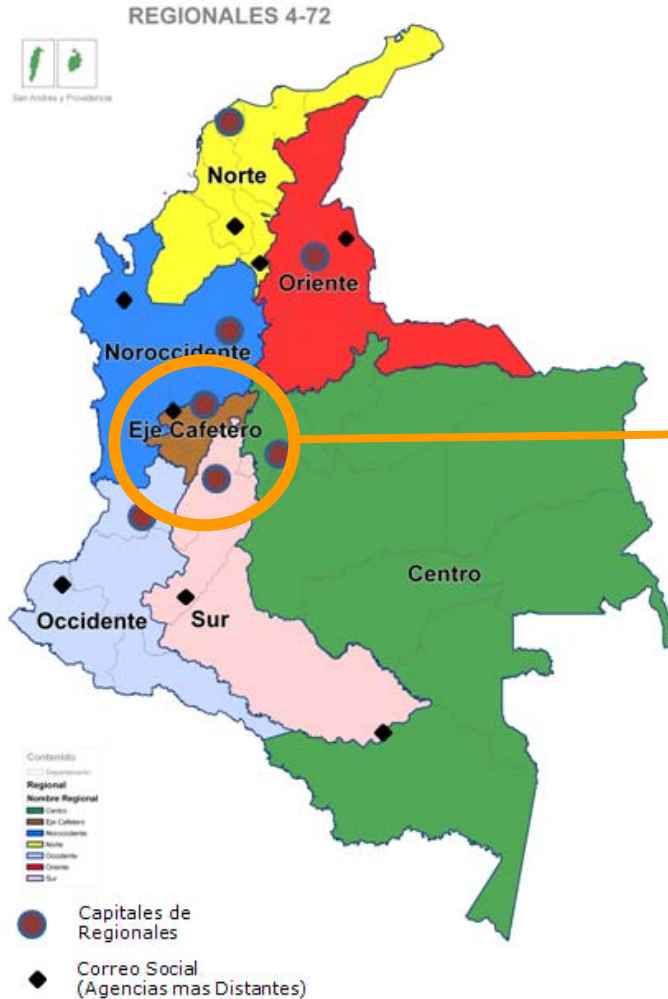 REGIONALES 4-72
San Andres y Providencia
Norte
Oriente
Noroccidente
Eje Cafetero
Centro
Occidente
Sur
Contenido
Departamento
Regional
Nombre Regional
Centro
Eje Cafetero
Noroccidente
Norte
Occidente
Oriente
Sur
Capitales de
Regionales
Correo Social
(Agencias mas Distantes)